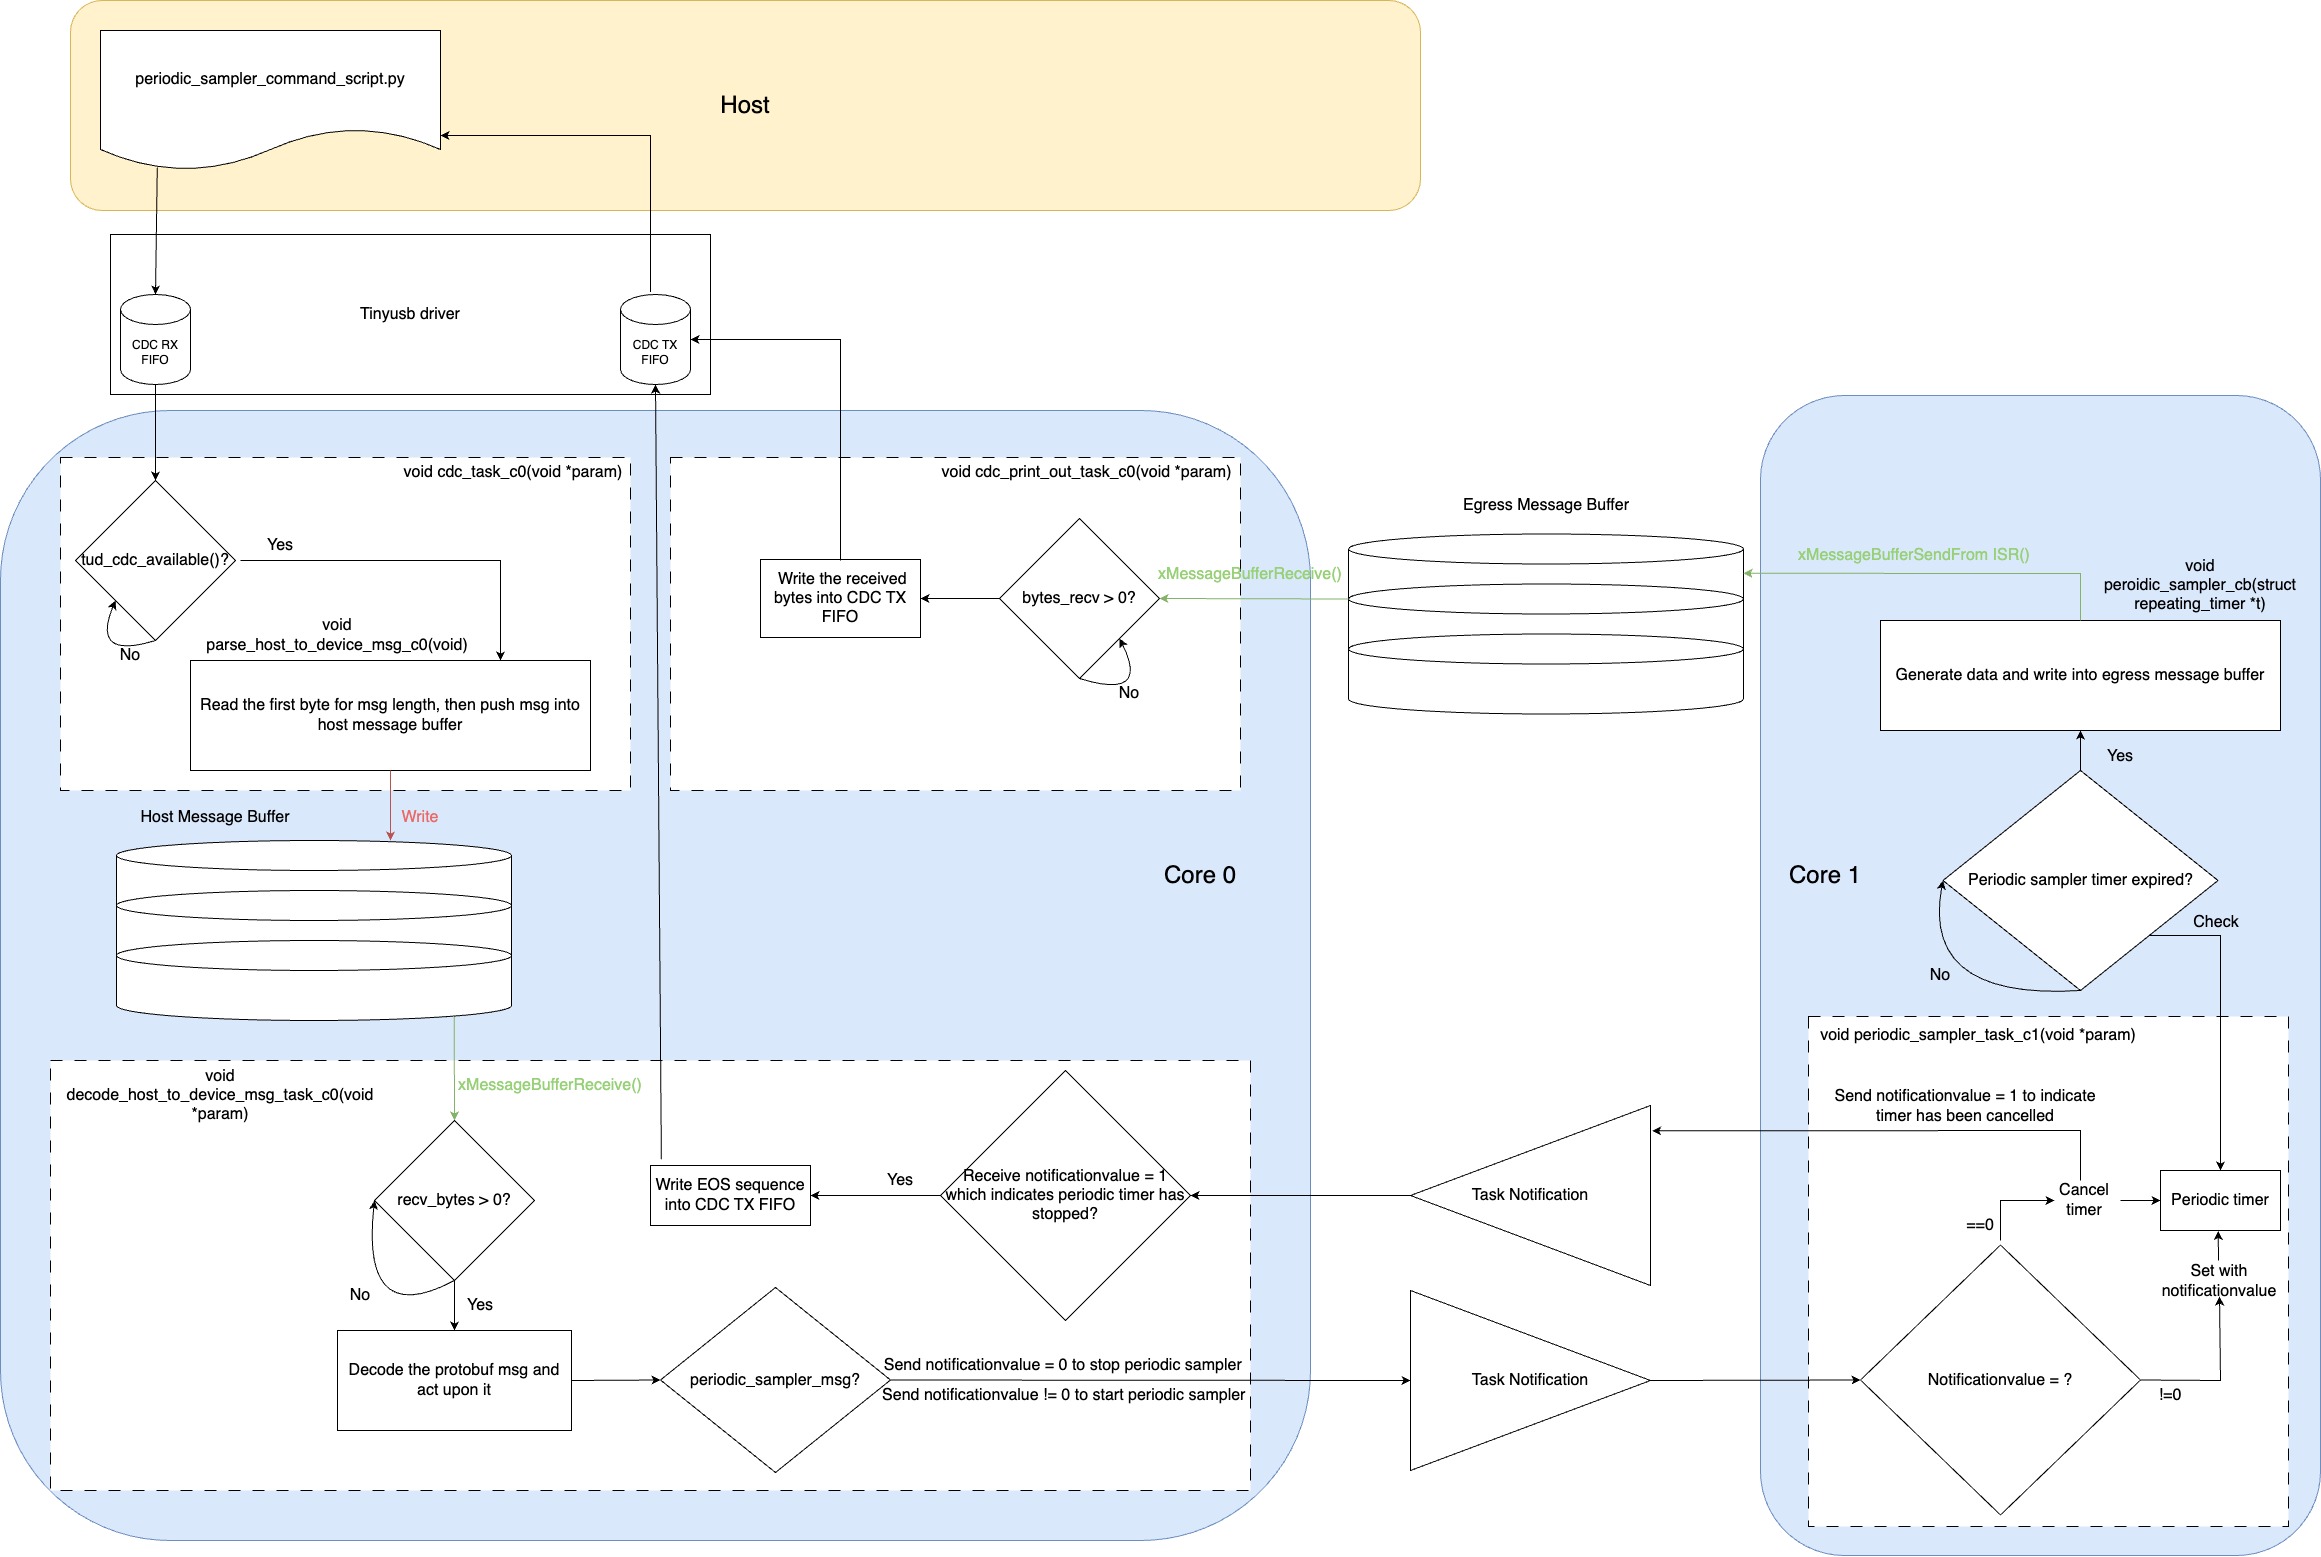 periodic_sampler_command_script.py
Host
Tinyusb driver
CDC RX
FIFO
CDC TX
FIFO
void cdc_task_c0(void *param)
tud_cdc_available()?
Yes
No
void
parse_host_to_device_msg_c0(void)
Read the first byte for msg length, then push msg into
host message buffer
Write
Host Message Buffer
void cdc_print_out_task_c0(void *param)
Write the received
bytes into CDC TX
FIFO
bytes_recv > 0?
No
xMessageBufferReceive()
Egress Message Buffer
xMessageBufferSendFrom ISR()
void
peroidic_sampler_cb(struct
repeating_timer *t)
Generate data and write into egress message buffer
Yes
Periodic sampler timer expired?
Check
No
Core 0
Core 1
void
decode_host_to_device_msg_task_c0(void
*param)
xMessageBufferReceive()
recv_bytes > 0?
No
Yes
Decode the protobuf msg and
act upon it
periodic_sampler_msg?
Send notificationvalue = 0 to stop periodic sampler
Send notificationvalue != 0 to start periodic sampler
Write EOS sequence
into CDC TX FIFO
Yes
Receive notificationvalue = 1
which indicates periodic timer has
stopped?
Task Notification
Task Notification
void periodic_sampler_task_c1(void *param)
Send notificationvalue = 1 to indicate
timer has been cancelled
Cancel
timer
Periodic timer
==0
Set with
notificationvalue
Notificationvalue = ?
!=0